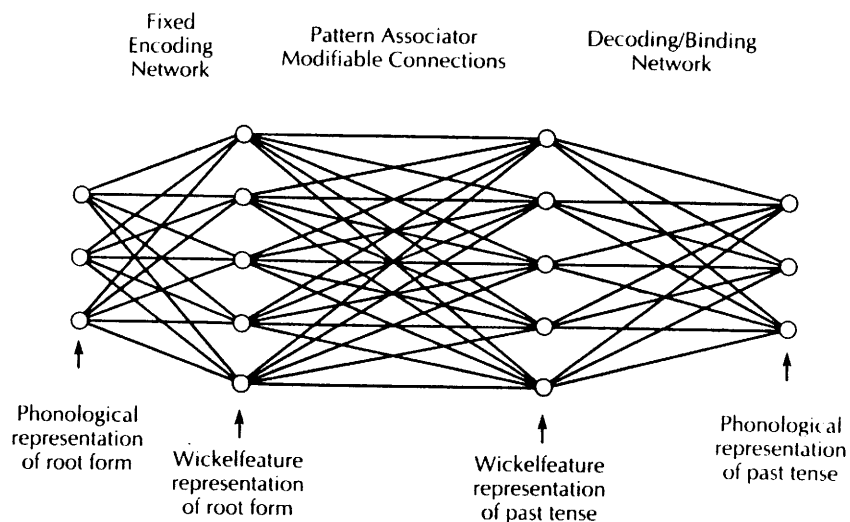 Fixed
Encoding
Network
Pattern Associator
Modifiable Connections
Decoding/Binding
Network
Phonological
representation
of root form
Wickelfeature
representation
of root form
Wickelfeature
representation
of past tense
Phonological
representation
of past tense